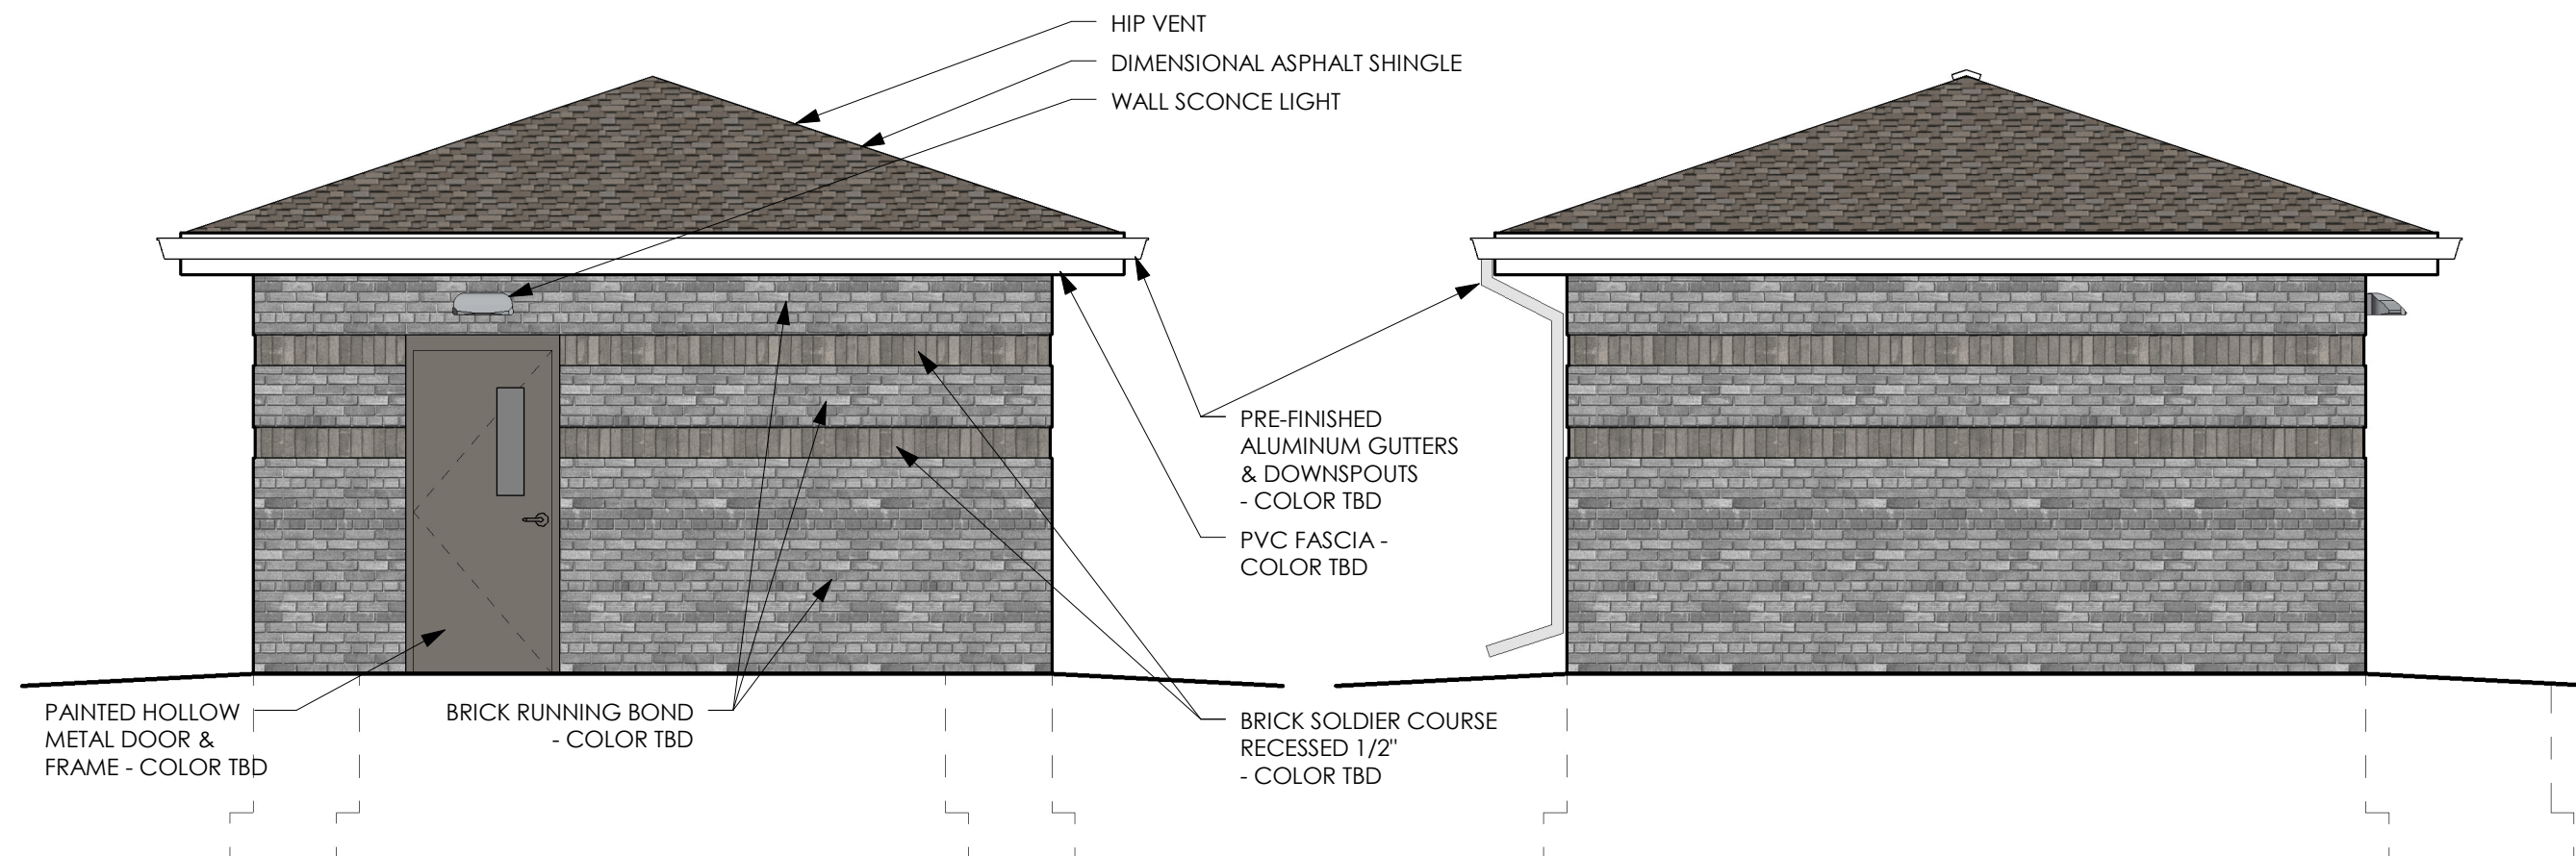 HIP VENT
DIMENSIONAL ASPHALT SHINGLE
WALL SCONCE LIGHT
PRE-FINISHED
ALUMINUM GUTTERS
& DOWNSPOUTS
- COLOR TBD
PVC FASCIA -
COLOR TBD
PAINTED HOLLOW
METAL DOOR &
FRAME - COLOR TBD
BRICK RUNNING BOND
- COLOR TBD
BRICK SOLDIER COURSE
RECESSED 1/2"
- COLOR TBD